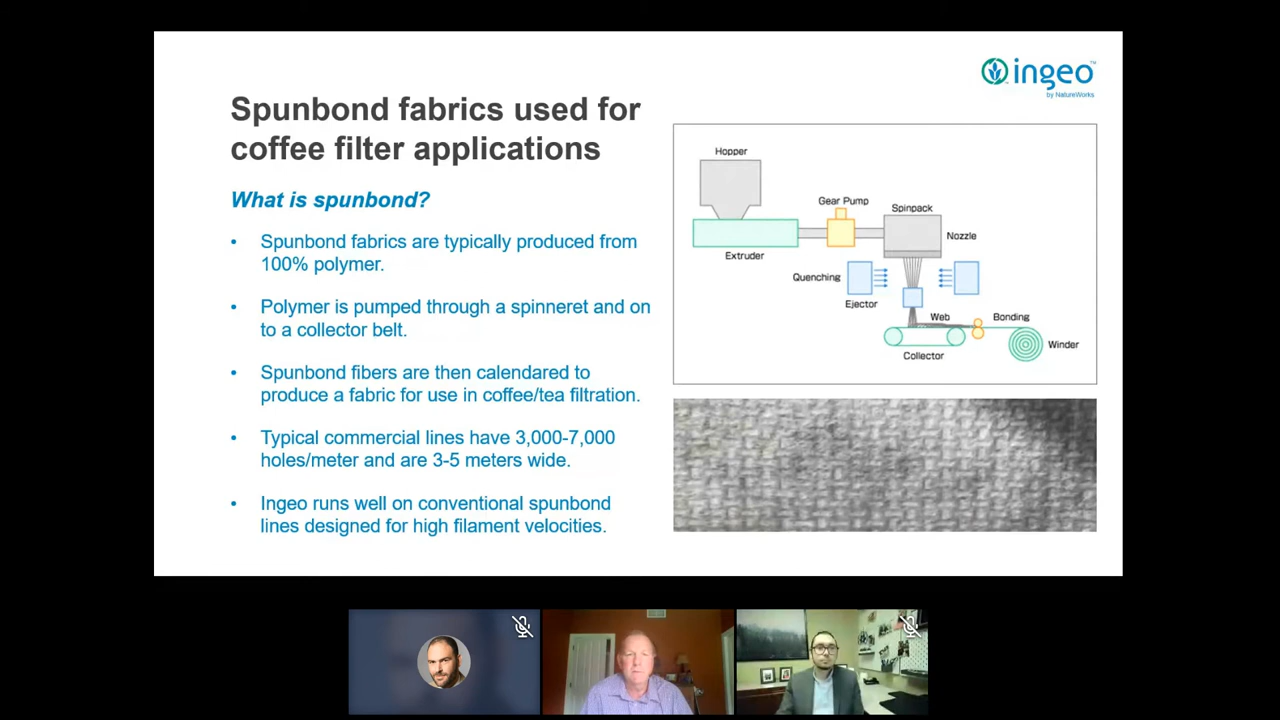 ingeo™
by NatureWorks
Spunbond fabrics used for
coffee filter applications
What is spunbond?
• Spunbond fabrics are typically produced from
100% polymer.
• Polymer is pumped through a spinneret and on
to a collector belt.
• Spunbond fibers are then calendared to
produce a fabric for use in coffee/tea filtration.
• Typical commercial lines have 3,000-7,000
holes/meter and are 3-5 meters wide.
• Ingeo runs well on conventional spunbond
lines designed for high filament velocities.
Hopper
Gear Pump
Spinpack
Nozzle
Extruder
Quenching
Ejector
Web
Bonding
Winder
Collector